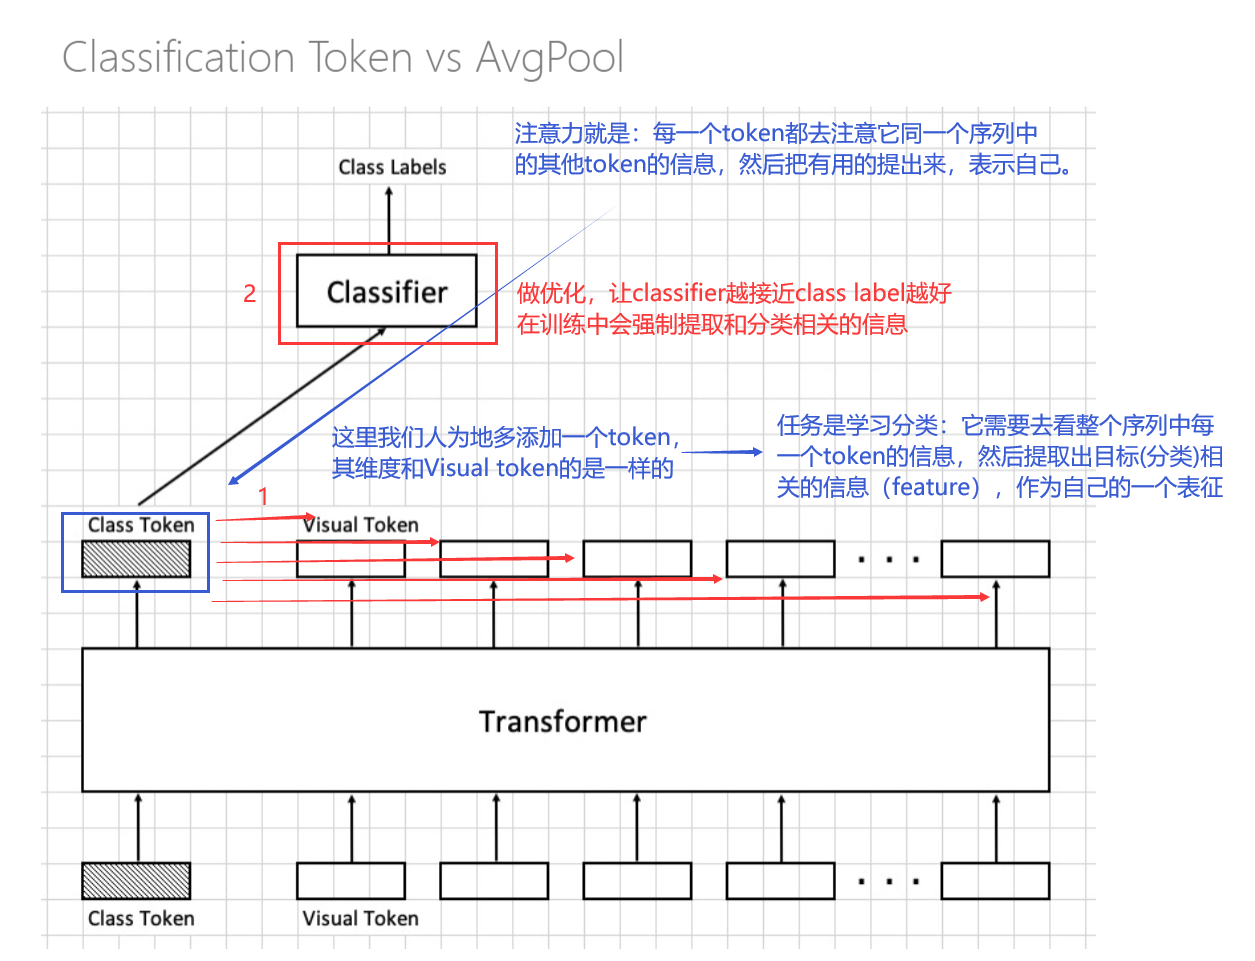 Classification Token vs AvgPool
注意力就是：每一个token都去注意它同一个序列中
的其他token的信息，然后把有用的提出来，表示自己。
Class Labels
2
Classifier
做优化，让classifier越接近class label越好
在训练中会强制提取和分类相关的信息
这里我们人为地多添加一个token，
其维度和Visual token的是一样的
任务是学习分类：它需要去看整个序列中每
一个token的信息，然后提取出目标(分类)相
关的信息（feature），作为自己的一个表征
1
Class Token
Visual Token
. . .
Transformer
. . .
Class Token
Visual Token